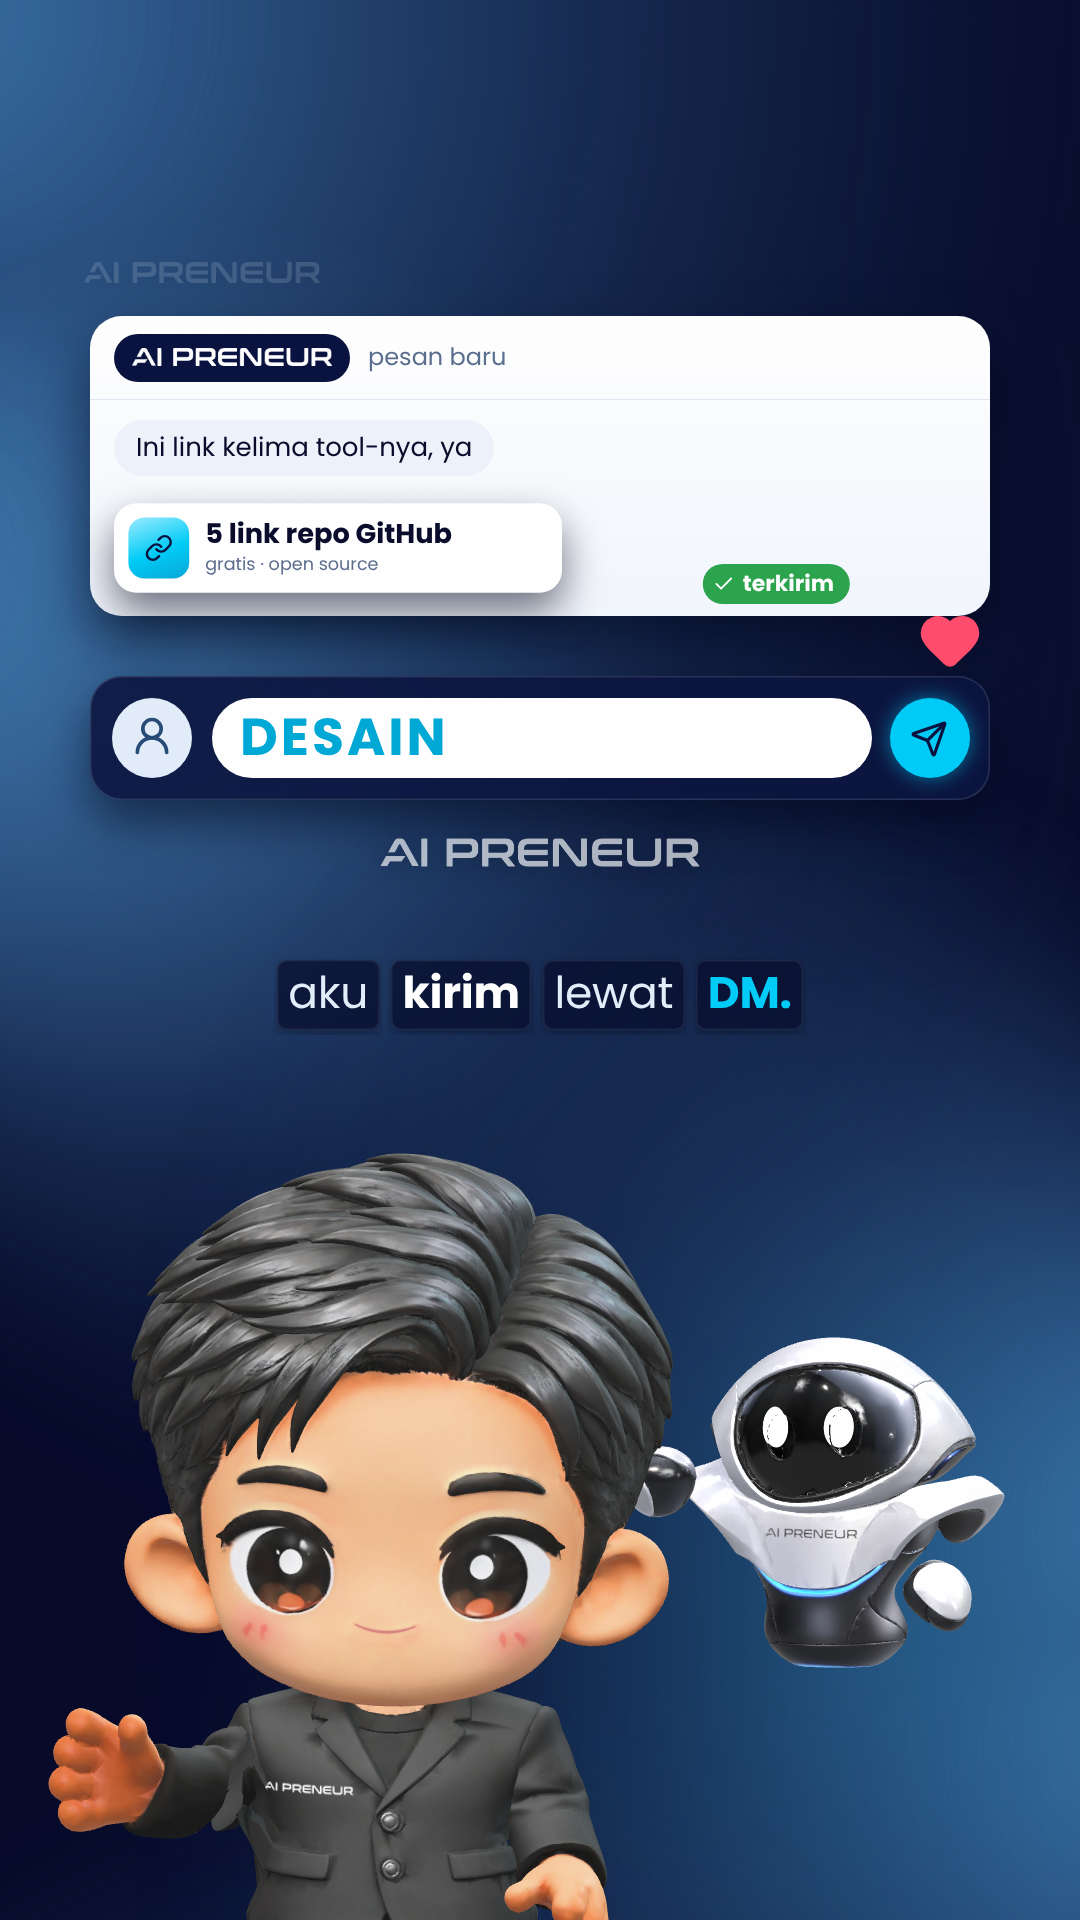 AI PRENEUR
AI PRENEUR pesan baru
Ini link kelima tool-nya, ya
5 link repo GitHub
gratis · open source
terkirim
DESAIN
AI PRENEUR
aku kirim lewat DM.
AI PRENEUR
AI PRENEUR